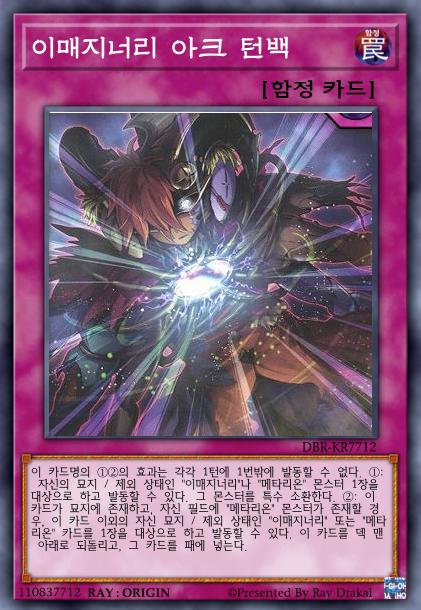 이매지너리 아크 턴백
함정
罠
[함정 카드]
DBR-KR7712
이 카드명의 ①②의 효과는 각각 1턴에 1번밖에 발동할 수 없다. ①:
자신의 묘지 / 제외 상태인 "이매지너리"나 "메타리온" 몬스터 1장을
대상으로 하고 발동할 수 있다. 그 몬스터를 특수 소환한다. ②: 이
카드가 묘지에 존재하고, 자신 필드에 "메타리온" 몬스터가 존재할 경
우, 이 카드 이외의 자신 묘지 / 제외 상태인 "이매지너리" 또는 "메타
리온" 카드를 1장을 대상으로 하고 발동할 수 있다. 이 카드를 덱 맨
아래로 되돌리고, 그 카드를 패에 넣는다.
110837712 RAY : ORIGIN ©Presented By Ray Drakal